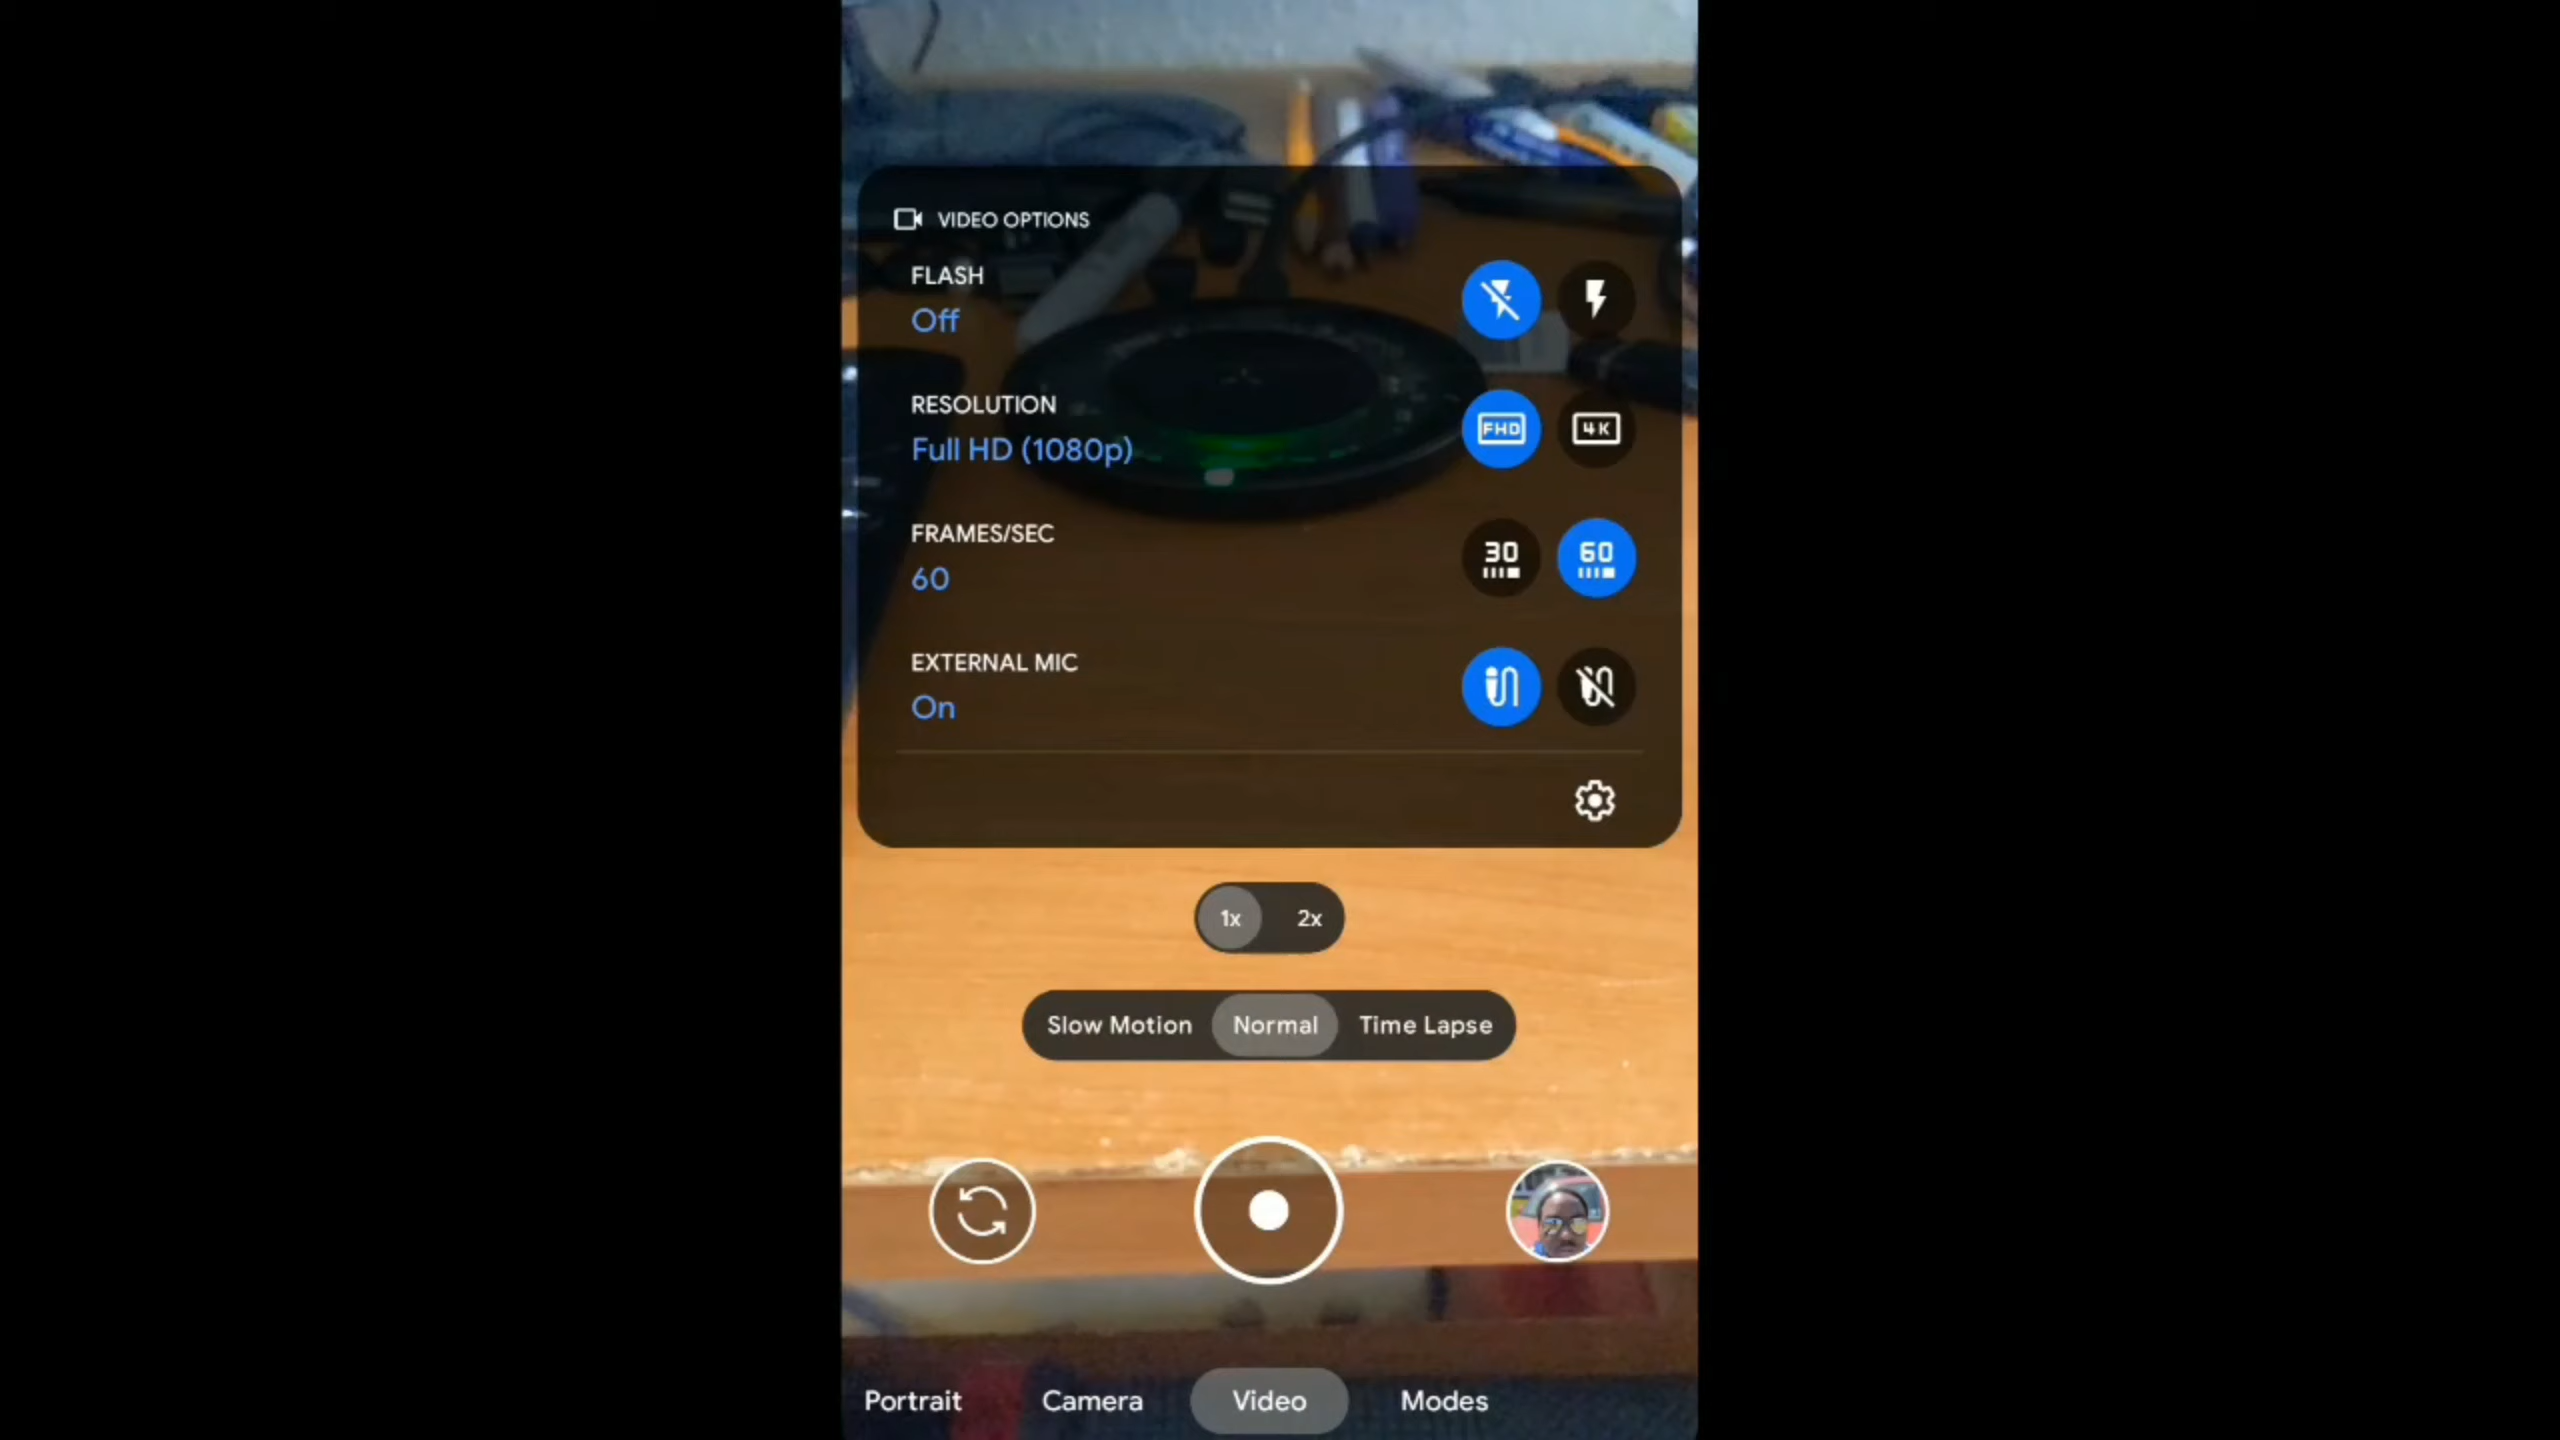 VIDEO OPTIONS
FLASH
Off
RESOLUTION
Full HD (1080p)
FHD
4K
FRAMES/SEC
60
30
60
EXTERNAL MIC
On
1x 2x
Slow Motion Normal Time Lapse
Portrait Camera Video Modes